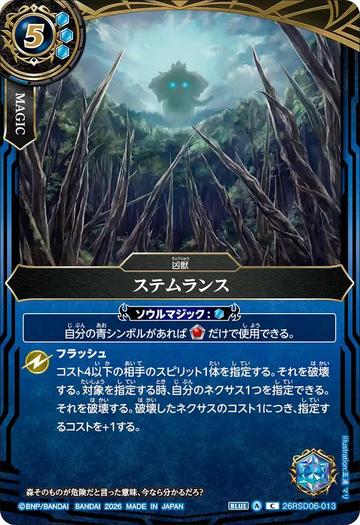 5
MAGIC
きょうじゅう
凶獣
ステムランス
ソウルマジック:
自分の青シンボルがあれば だけで使用できる。
フラッシュ
コスト4以下の相手のスピリット1体を指定する。それを破壊
する。対象を指定する時、自分のネクサス1つを指定できる。
それを破壊する。破壊したネクサスのコスト1につき、指定す
るコストを+1する。
森そのものが危険だと言った意味、今なら分かるだろ?
©BNP/BANDAI BANDAI 2026 MADE IN JAPAN
BLUE A C 26RSD06-013